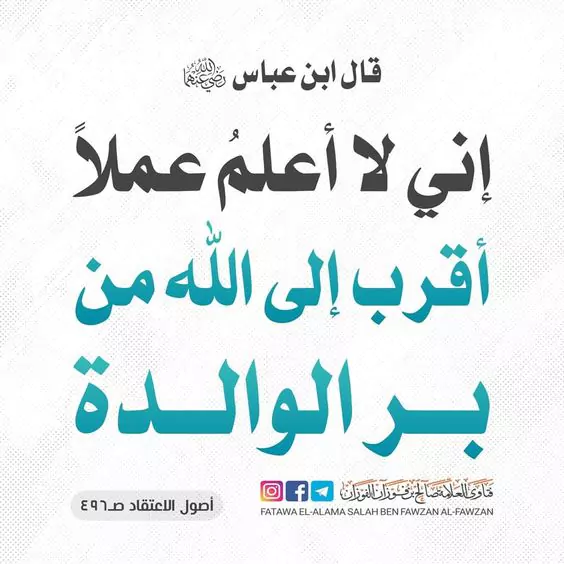 قال ابن عباس رضي الله عنهما
إني لا أعلمُ عملاً
أقرب إلى الله من
بـر الوالـدة
فتاوى العلامة صالح بن فوزان الفوزان
FATAWA EL-ALAMA SALAH BEN FAWZAN AL-FAWZAN
أصول الاعتقاد صـ٤٩٦